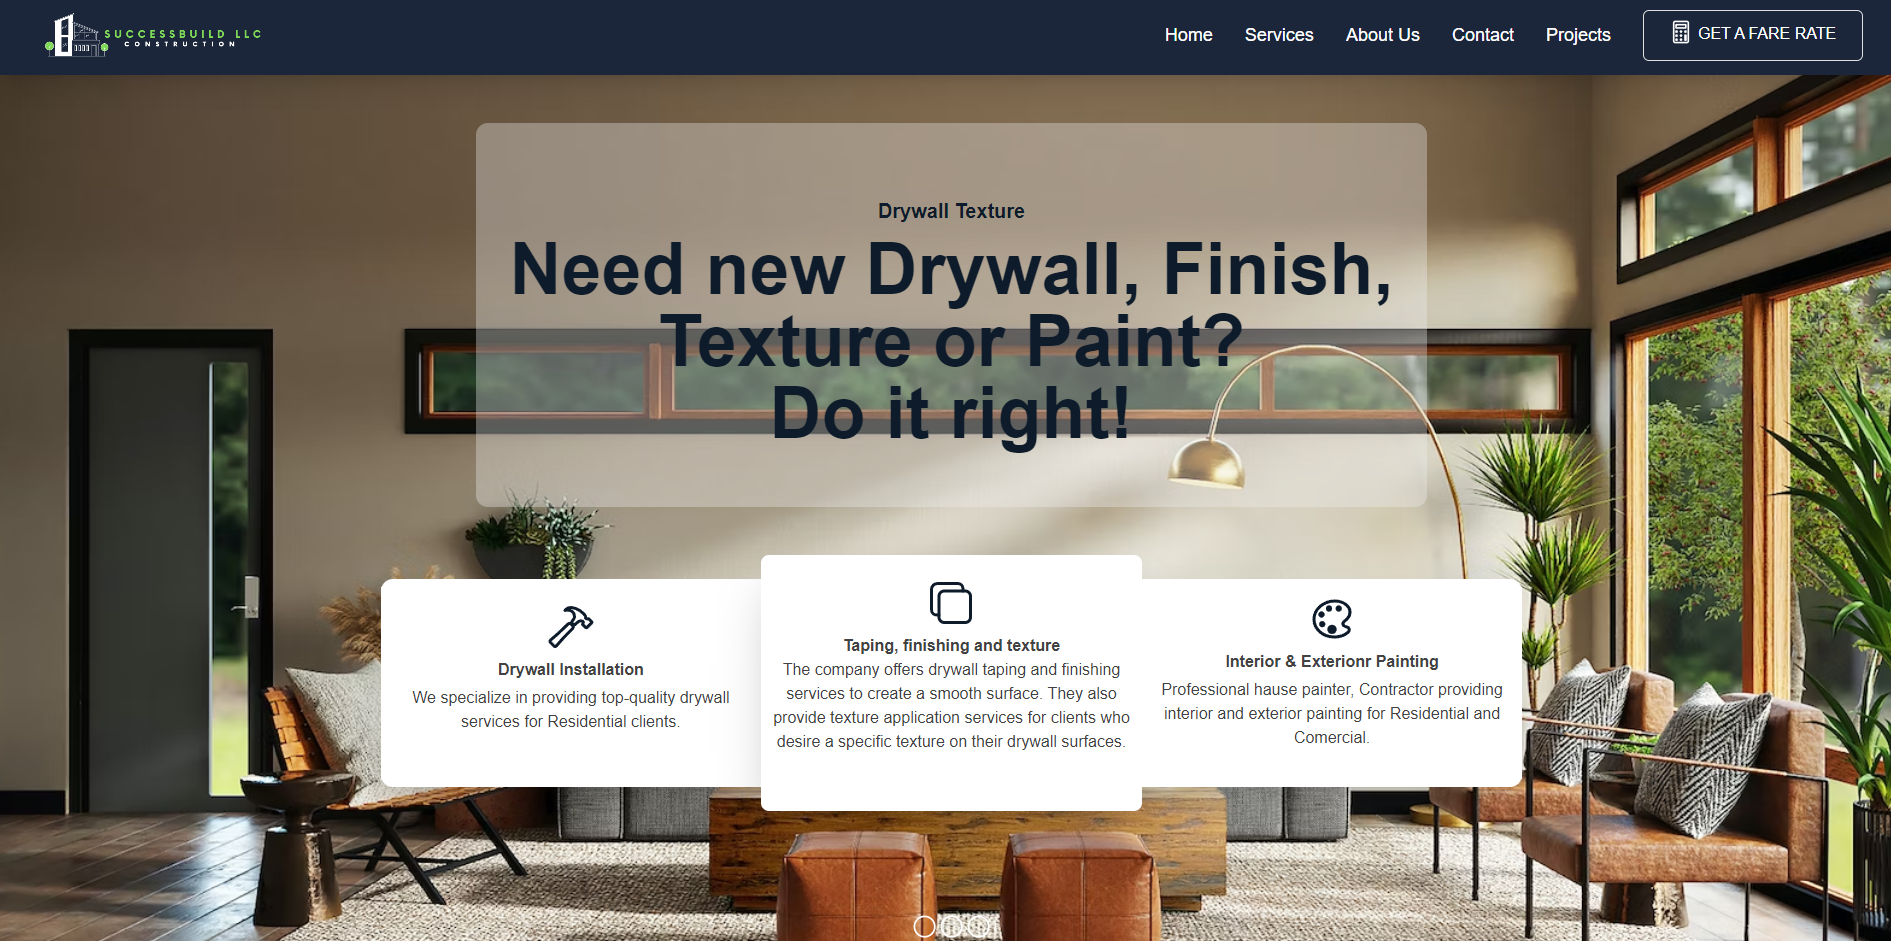 SUCCESSBUILD LLC
CONSTRUCTION
Home Services About Us Contact Projects GET A FARE RATE
Drywall Texture
Need new Drywall, Finish,
Texture or Paint?
Do it right!
Drywall Installation
We specialize in providing top-quality drywall
services for Residential clients.
Taping, finishing and texture
The company offers drywall taping and finishing
services to create a smooth surface. They also
provide texture application services for clients who
desire a specific texture on their drywall surfaces.
Interior & Exterionr Painting
Professional hause painter, Contractor providing
interior and exterior painting for Residential and
Comercial.